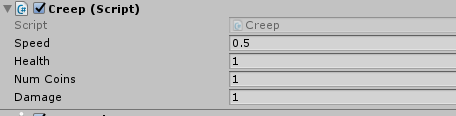 Creep (Script)
Script Creep
Speed 0.5
Health 1
Num Coins 1
Damage 1